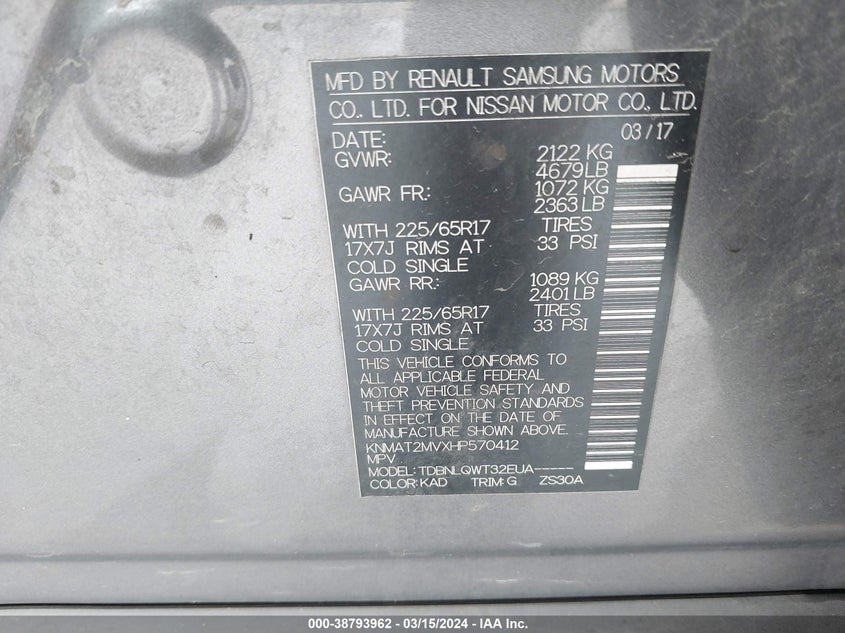 MFD BY RENAULT SAMSUNG MOTORS
CO., LTD. FOR NISSAN MOTOR CO., LTD.
DATE: 03/17
GVWR: 2122 KG
4679LB
GAWR FR.: 1072 KG
2363LB
WITH 225/65R17 TIRES
17X7J RIMS AT 33 PSI
COLD SINGLE
GAWR RR.: 1089 KG
2401LB
WITH 225/65R17 TIRES
17X7J RIMS AT 33 PSI
COLD SINGLE
THIS VEHICLE CONFORMS TO
ALL APPLICABLE FEDERAL
MOTOR VEHICLE SAFETY AND
THEFT PREVENTION STANDARDS
IN EFFECT ON THE DATE OF
MANUFACTURE SHOWN ABOVE.
KNMAT2MVXHP570412
MPV
MODEL: TDBNLQWT32EUA-----
COLOR: KAD TRIM: G ZS30A
000-38793962 - 03/15/2024 - IAA Inc.